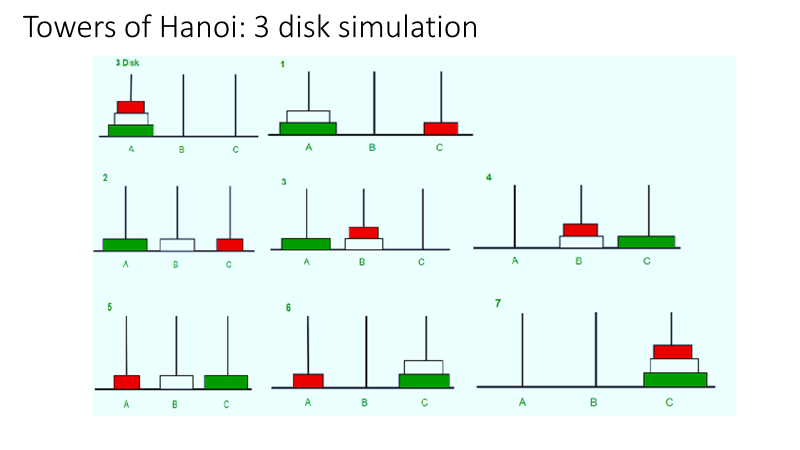 Towers of Hanoi: 3 disk simulation
3 Disk
1
A B C
A B C
2
3
4
A B C
A B C
A B C
5
6
7
A B C
A B C
A B C